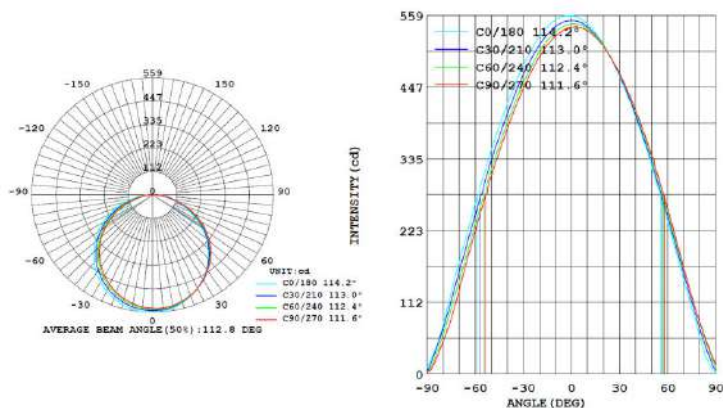 -150
559
150
447
-120
335
120
223
112
-90
0
90
-60
60
UNIT:cd
C0/180 114.2°
-30
30
C30/210 113.0°
0
C60/240 112.4°
C90/270 111.6°
AVERAGE BEAM ANGLE(50%):112.8 DEG
559
C0/180 114.2°
C30/210 113.0°
C60/240 112.4°
447
C90/270 111.6°
335
INTENSITY(cd)
223
112
0
-90
-60
-30
0
30
60
90
ANGLE(DEG)